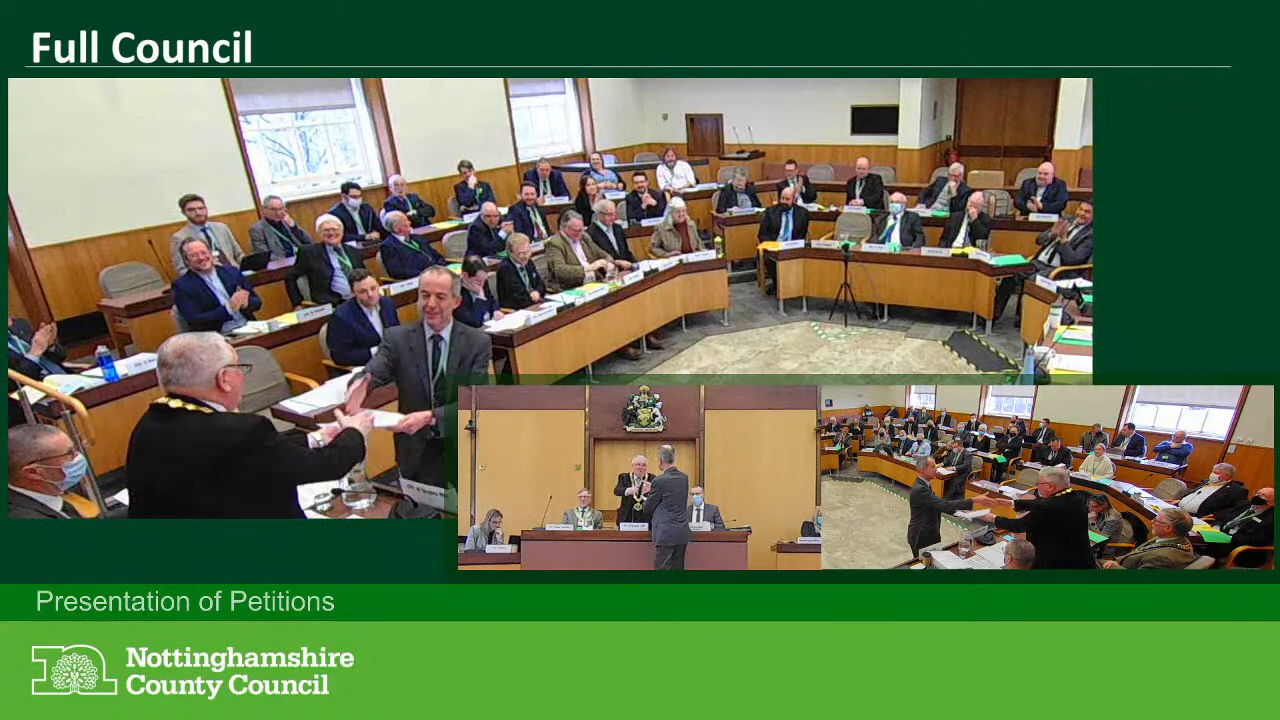 Full Council
Presentation of Petitions
Nottinghamshire
County Council